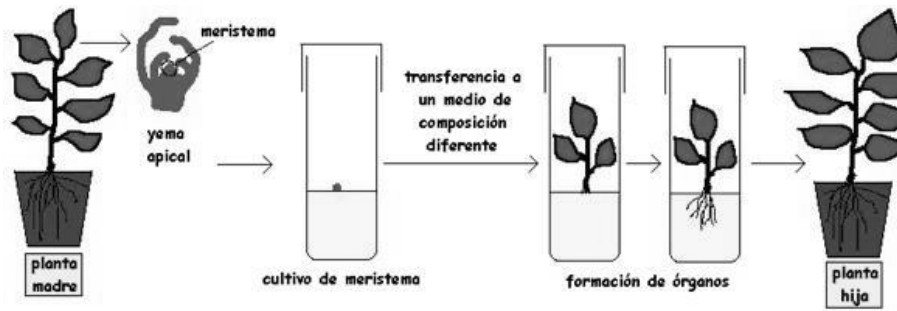 meristema
yema
apical
planta
madre
cultivo de meristema
transferencia a
un medio de
composición
diferente
formación de órganos
planta
hija